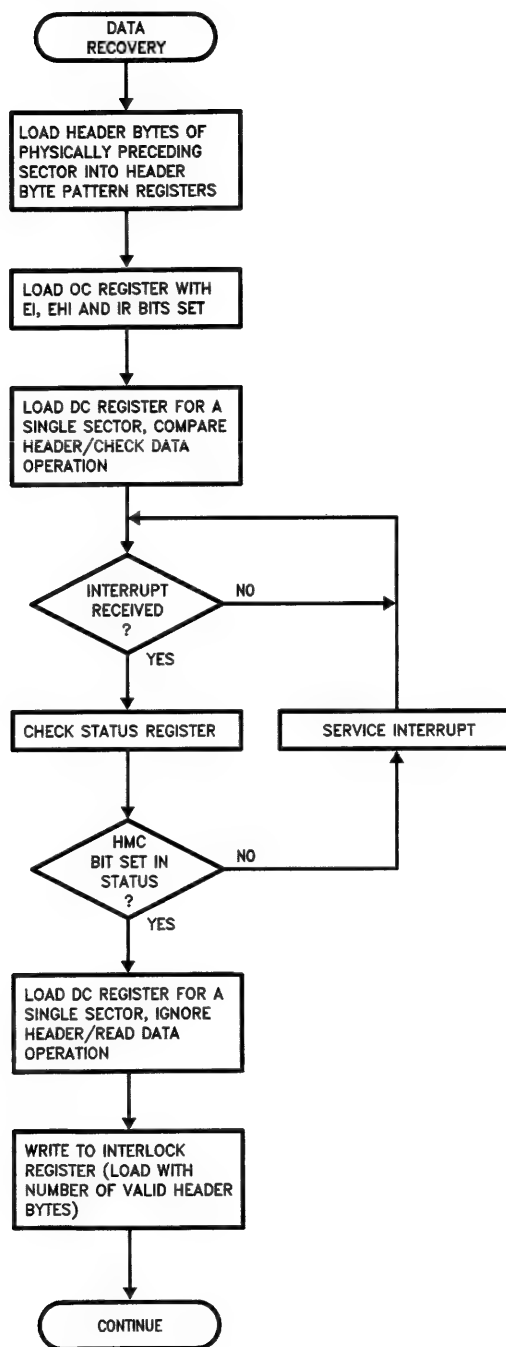 DATA
RECOVERY
LOAD HEADER BYTES OF
PHYSICALLY PRECEDING
SECTOR INTO HEADER
BYTE PATTERN REGISTERS
LOAD OC REGISTER WITH
EI, EHI AND IR BITS SET
LOAD DC REGISTER FOR A
SINGLE SECTOR, COMPARE
HEADER/CHECK DATA
OPERATION
INTERRUPT
RECEIVED
?
NO
YES
CHECK STATUS REGISTER
SERVICE INTERRUPT
HMC
BIT SET IN
STATUS
?
NO
YES
LOAD DC REGISTER FOR A
SINGLE SECTOR, IGNORE
HEADER/READ DATA
OPERATION
WRITE TO INTERLOCK
REGISTER (LOAD WITH
NUMBER OF VALID HEADER
BYTES)
CONTINUE